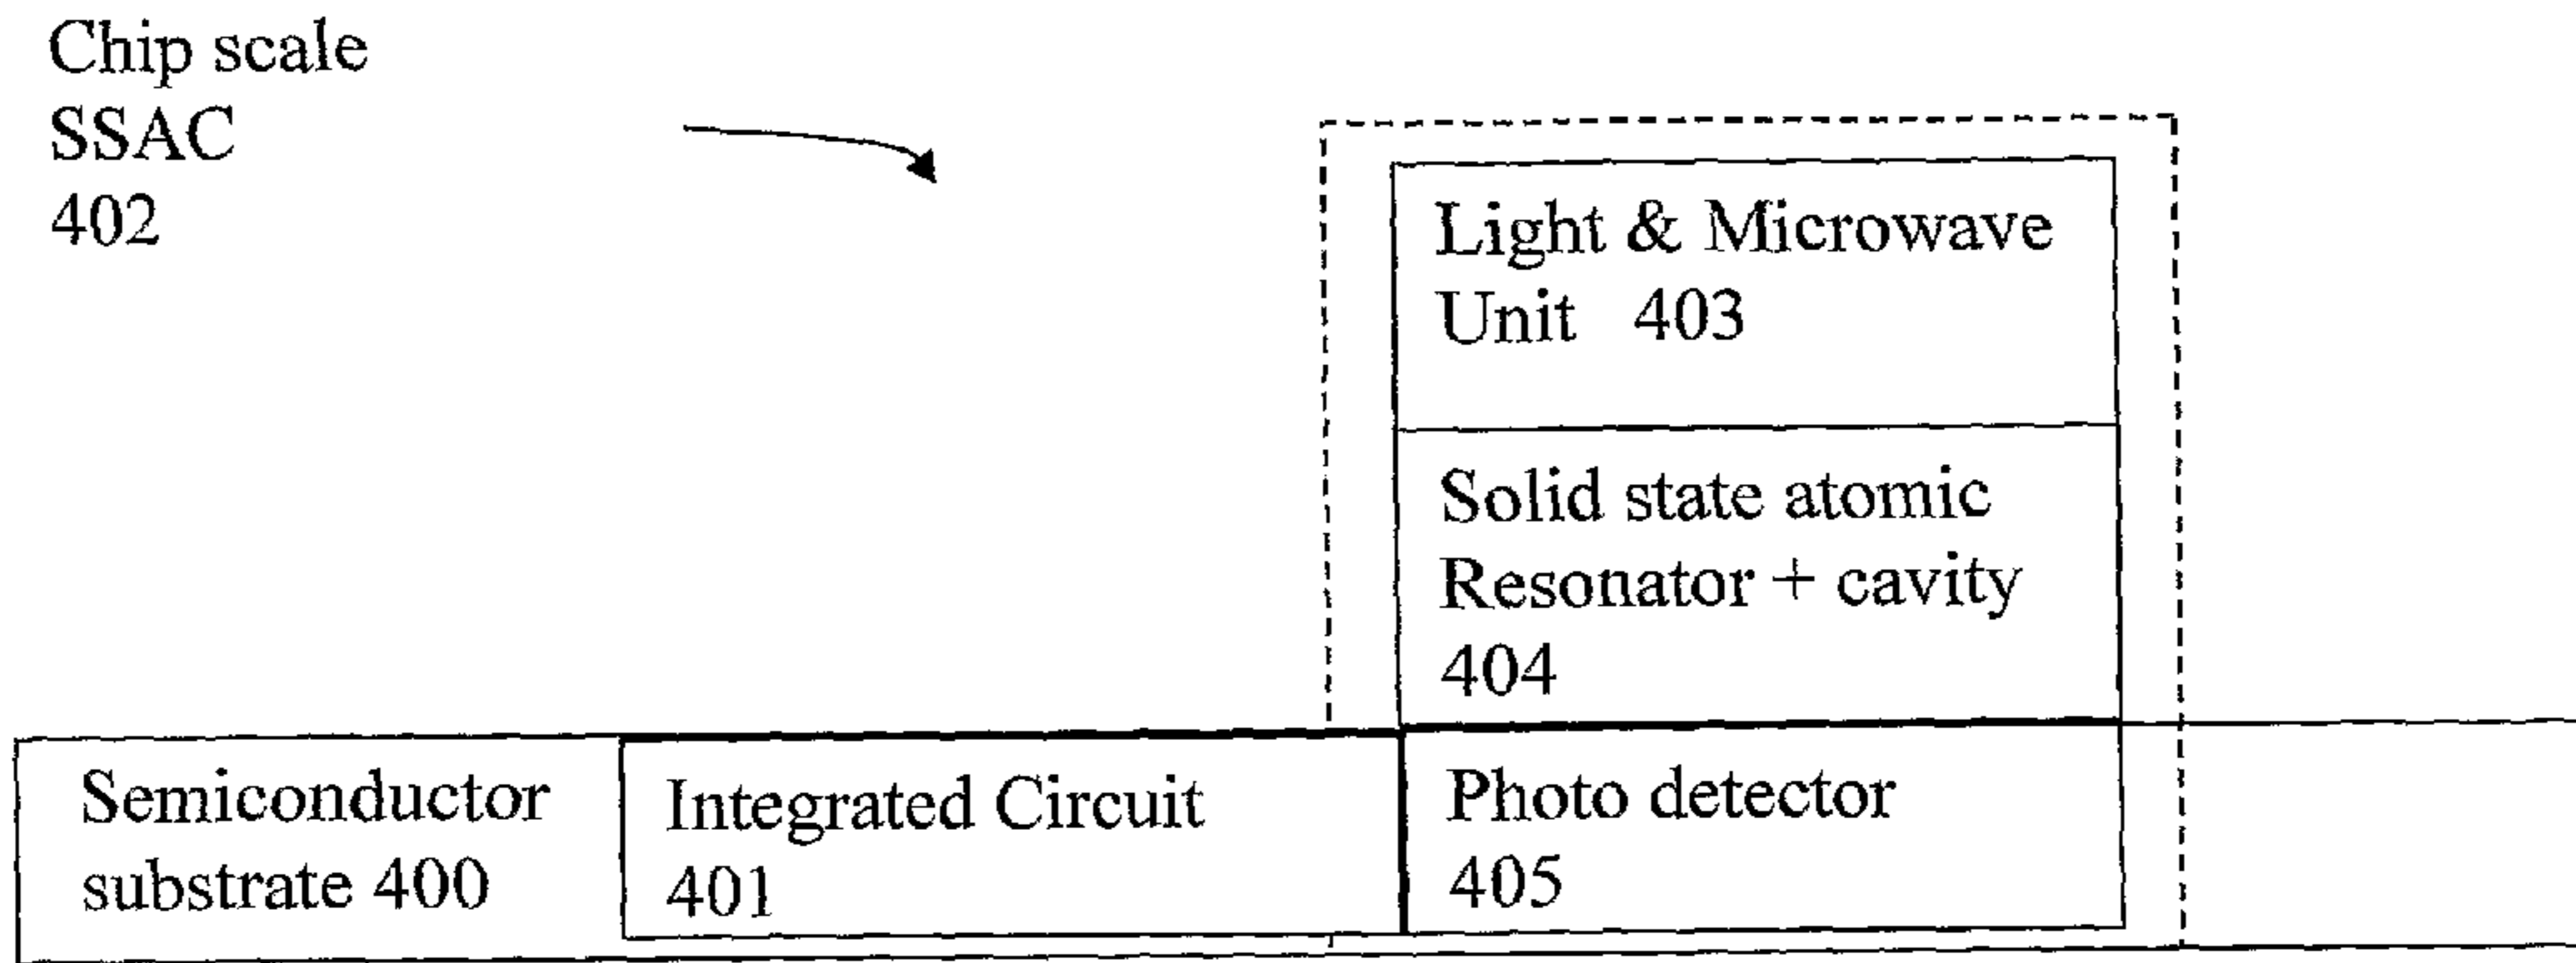 Chip scale
SSAC
402
Light & Microwave
Unit 403
Solid state atomic
Resonator + cavity
404
Semiconductor
substrate 400
Integrated Circuit
401
Photo detector
405